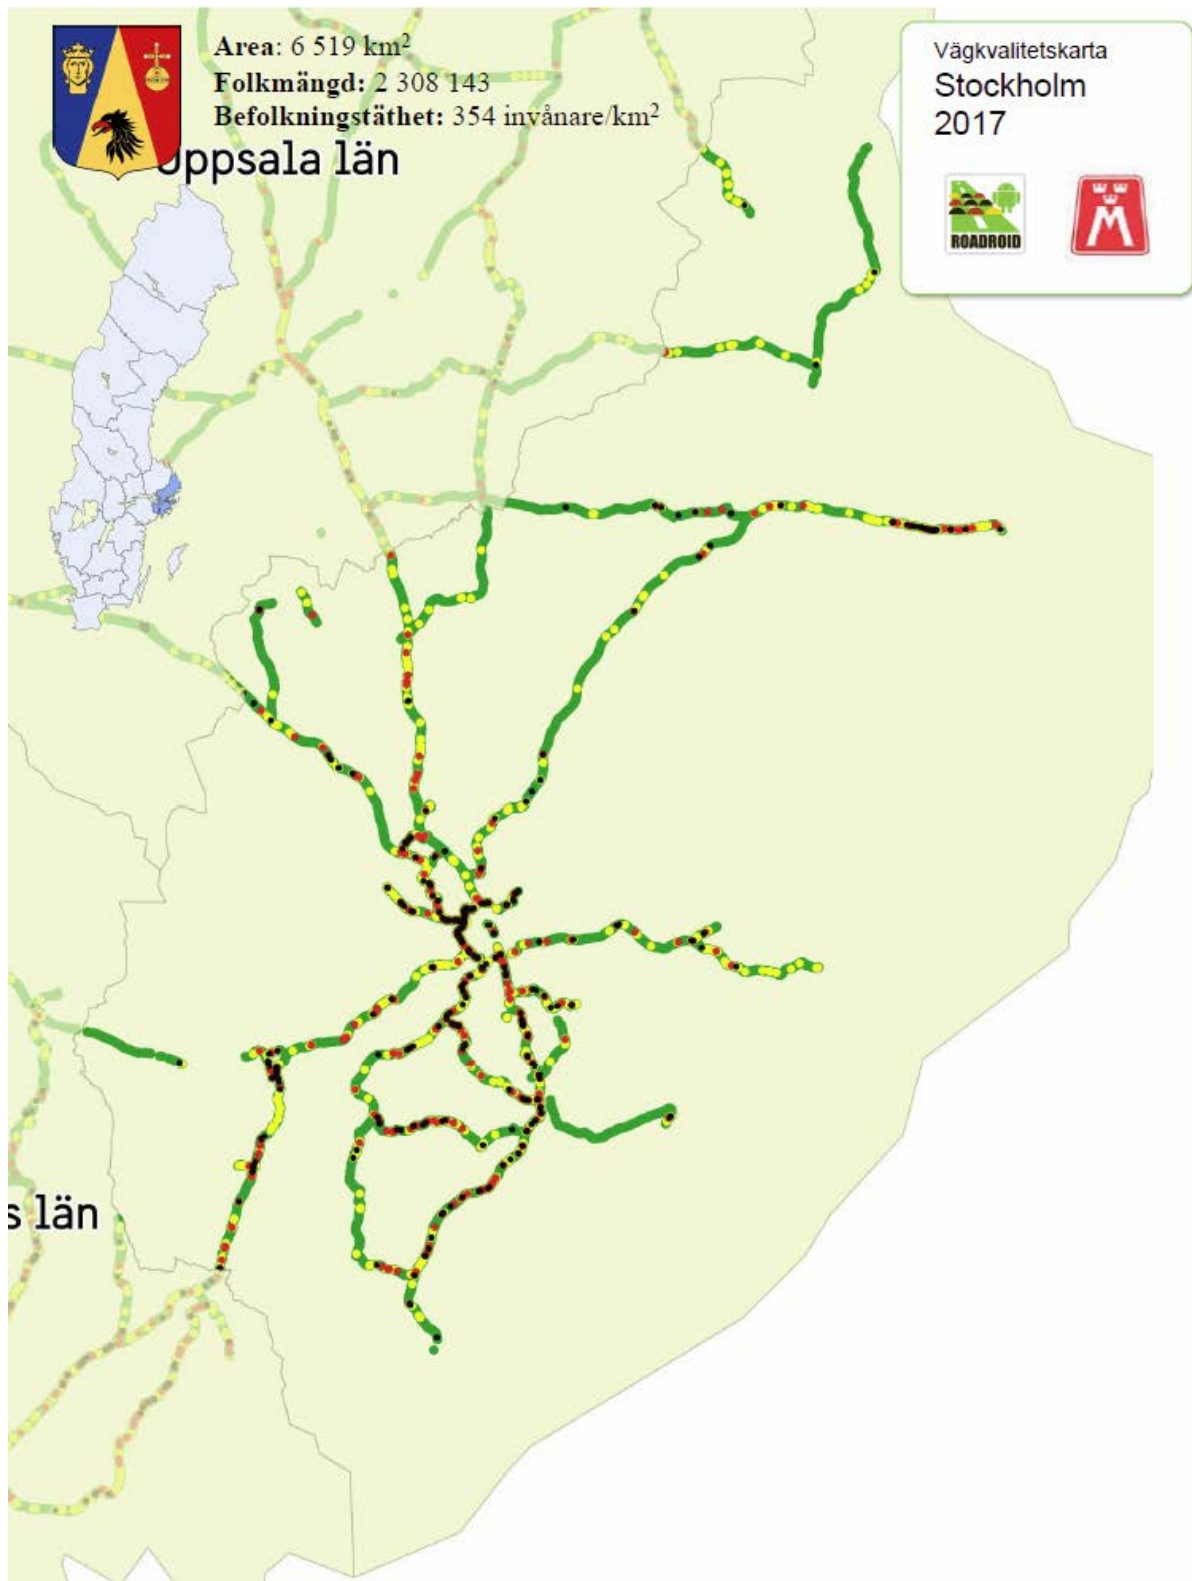 Area: 6 519 km²
Folkmängd: 2 308 143
Befolkningstäthet: 354 invånare/km²
Uppsala län
Vägkvalitetskarta
Stockholm
2017
ROADROID
M
s län